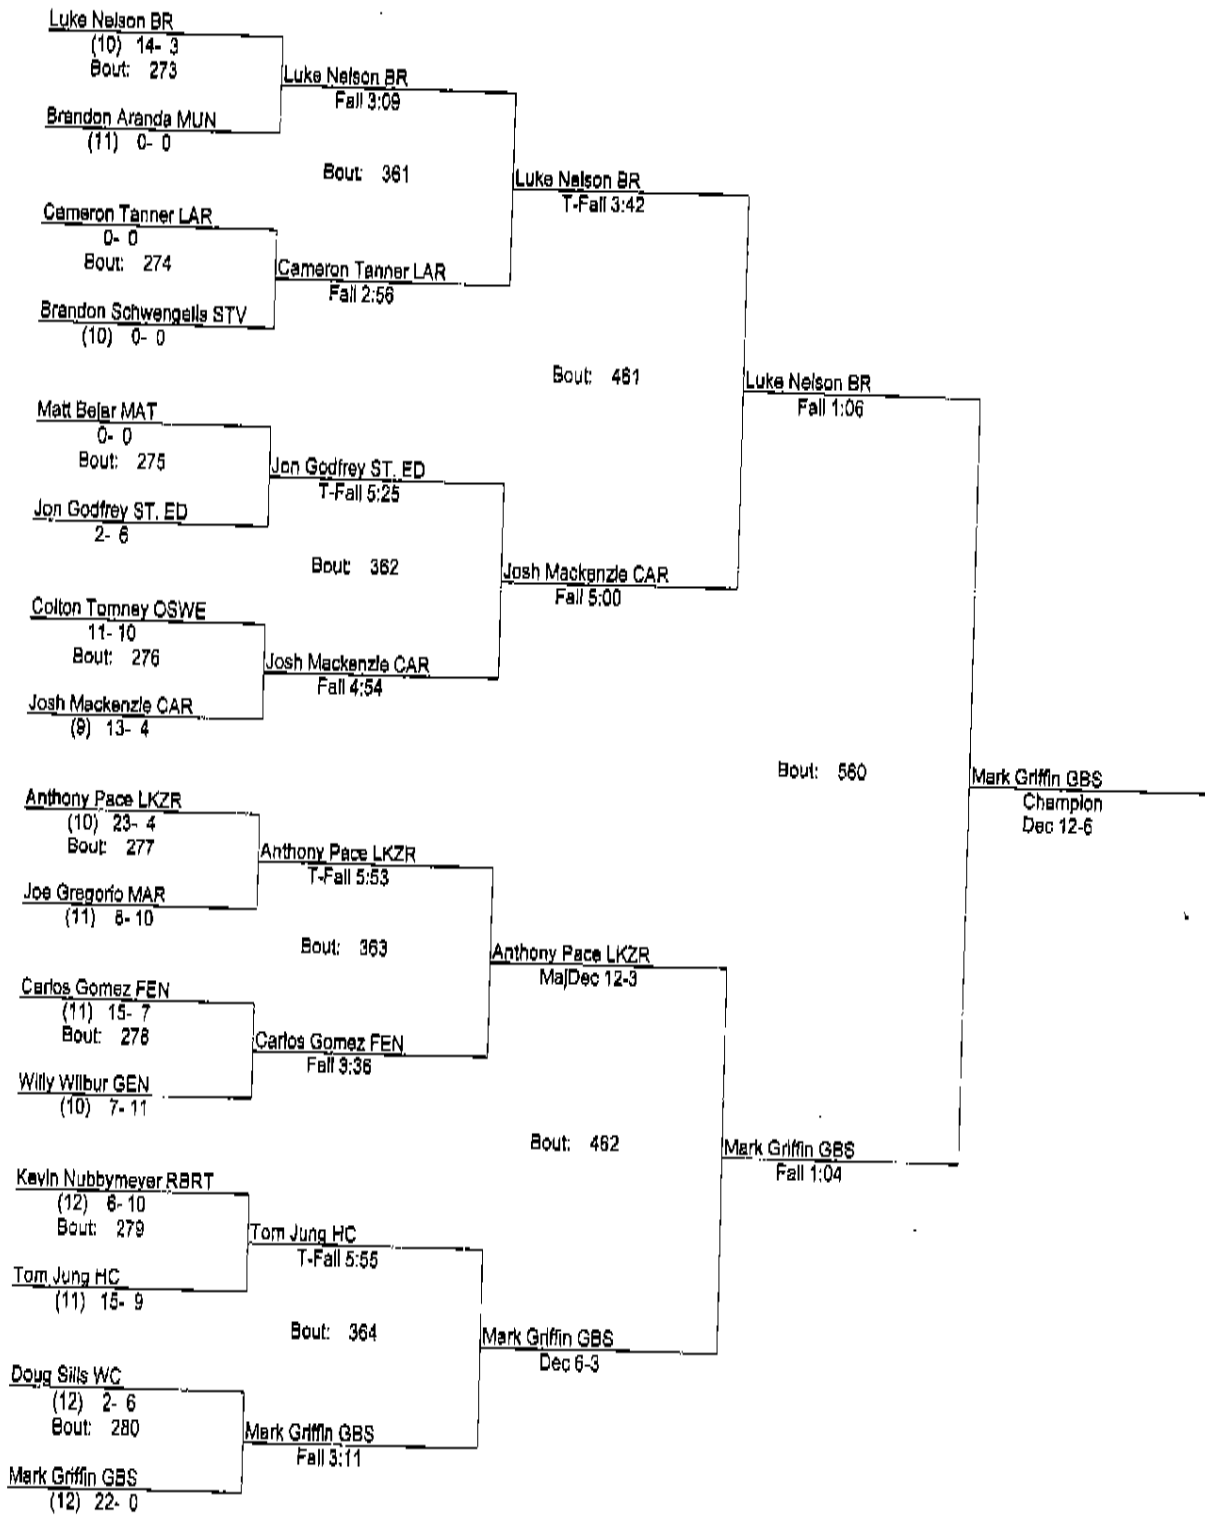 Luke Nelson BR
(10) 14- 3
Bout: 273
Brandon Aranda MUN
(11) 0- 0
Luke Nelson BR
Fall 3:09
Bout: 361
Cameron Tanner LAR
0- 0
Bout: 274
Brandon Schwengells STV
(10) 0- 0
Cameron Tanner LAR
Fall 2:56
Luke Nelson BR
T-Fall 3:42
Bout: 461
Matt Bejar MAT
0- 0
Bout: 275
Jon Godfrey ST. ED
2- 6
Jon Godfrey ST. ED
T-Fall 5:25
Bout: 362
Colton Tomney OSWE
11- 10
Bout: 276
Josh Mackenzie CAR
(9) 13- 4
Josh Mackenzie CAR
Fall 4:54
Josh Mackenzie CAR
Fall 5:00
Luke Nelson BR
Fall 1:06
Bout: 560
Mark Griffin GBS
Champion
Dec 12-6
Anthony Pace LKZR
(10) 23- 4
Bout: 277
Joe Gregorio MAR
(11) 8- 10
Anthony Pace LKZR
T-Fall 5:53
Bout: 363
Carlos Gomez FEN
(11) 15- 7
Bout: 278
Willy Wilbur GEN
(10) 7- 11
Carlos Gomez FEN
Fall 3:36
Anthony Pace LKZR
MajDec 12-3
Bout: 462
Mark Griffin GBS
Fall 1:04
Kevin Nubbymeyer RBRT
(12) 6- 10
Bout: 279
Tom Jung HC
(11) 15- 9
Tom Jung HC
T-Fall 5:55
Bout: 364
Mark Griffin GBS
Dec 6-3
Doug Sills WC
(12) 2- 6
Bout: 280
Mark Griffin GBS
(12) 22- 0
Mark Griffin GBS
Fall 3:11